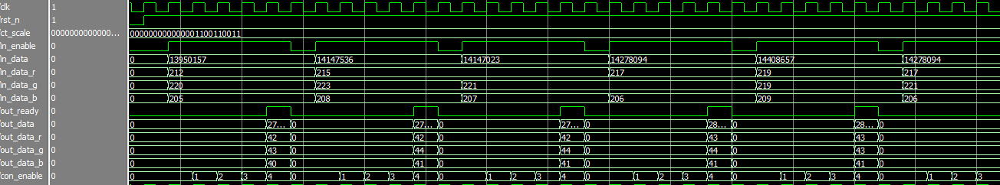 /clk 1
/rst_n 1
/ct_scale 0000000000000... 000000000000001100110011
/in_enable 0
/in_data 0 0 13950157 14147536 14147023 14278094 14408657 14278094
/in_data_r 0 0 212 215 217 219 217
/in_data_g 0 0 220 223 221 219 221
/in_data_b 0 0 205 208 207 206 209 206
/out_ready 0
/out_data 0 0 27... 0 27... 0 27... 0 28... 0 28... 0
/out_data_r 0 0 42 0 42 0 42 0 43 0 43 0
/out_data_g 0 0 43 0 44 0 44 0 44 0 43 0
/out_data_b 0 0 40 0 41 0 41 0 41 0 41 0
/con_enable 0 0 1 2 3 4 0 1 2 3 4 0 1 2 3 4 0 1 2 3 4 0 1 2 3 4 0 1 2 3